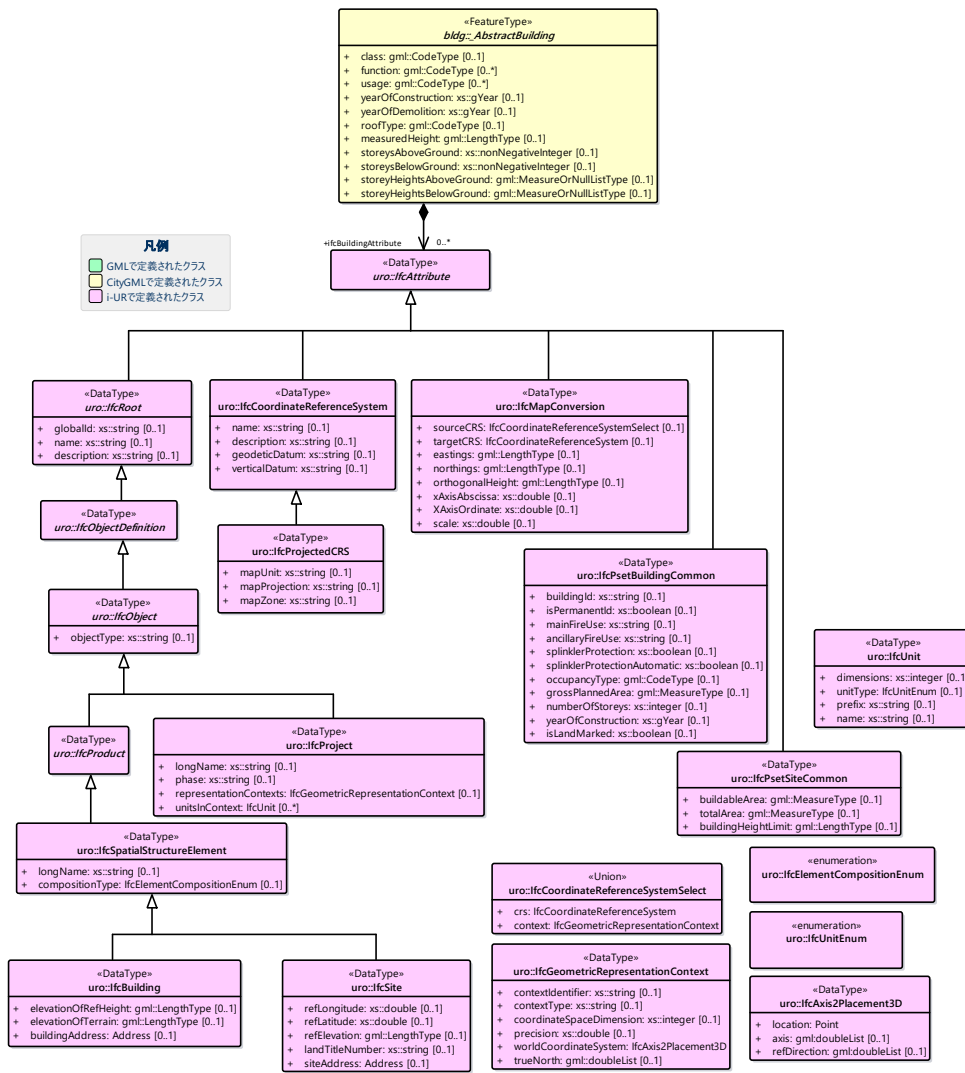 «FeatureType»
bldg::_AbstractBuilding
+ class: gml::CodeType [0..1]
+ function: gml::CodeType [0..*]
+ usage: gml::CodeType [0..*]
+ yearOfConstruction: xs::gYear [0..1]
+ yearOfDemolition: xs::gYear [0..1]
+ roofType: gml::CodeType [0..1]
+ measuredHeight: gml::LengthType [0..1]
+ storeysAboveGround: xs::nonNegativeInteger [0..1]
+ storeysBelowGround: xs::nonNegativeInteger [0..1]
+ storeyHeightsAboveGround: gml::MeasureOrNullListType [0..1]
+ storeyHeightsBelowGround: gml::MeasureOrNullListType [0..1]
+ifcBuildingAttribute 0..*
凡例
GMLで定義されたクラス
CityGMLで定義されたクラス
i-URで定義されたクラス
«DataType»
uro::IfcAttribute
«DataType»
uro::IfcRoot
+ globalId: xs::string [0..1]
+ name: xs::string [0..1]
+ description: xs::string [0..1]
«DataType»
uro::IfcCoordinateReferenceSystem
+ name: xs::string [0..1]
+ description: xs::string [0..1]
+ geodeticDatum: xs::string [0..1]
+ verticalDatum: xs::string [0..1]
«DataType»
uro::IfcMapConversion
+ sourceCRS: IfcCoordinateReferenceSystemSelect [0..1]
+ targetCRS: IfcCoordinateReferenceSystem [0..1]
+ eastings: gml::LengthType [0..1]
+ northings: gml::LengthType [0..1]
+ orthogonalHeight: gml::LengthType [0..1]
+ xAxisAbscissa: xs::double [0..1]
+ XAxisOrdinate: xs::double [0..1]
+ scale: xs::double [0..1]
«DataType»
uro::IfcObjectDefinition
«DataType»
uro::IfcProjectedCRS
+ mapUnit: xs::string [0..1]
+ mapProjection: xs::string [0..1]
+ mapZone: xs::string [0..1]
«DataType»
uro::IfcPsetBuildingCommon
+ buildingId: xs::string [0..1]
+ isPermanentId: xs::boolean [0..1]
+ mainFireUse: xs::string [0..1]
+ ancillaryFireUse: xs::string [0..1]
+ splinklerProtection: xs::boolean [0..1]
+ splinklerProtectionAutomatic: xs::boolean [0..1]
+ occupancyType: gml::CodeType [0..1]
+ grossPlannedArea: gml::MeasureType [0..1]
+ numberOfStoreys: xs::integer [0..1]
+ yearOfConstruction: xs::gYear [0..1]
+ isLandMarked: xs::boolean [0..1]
«DataType»
uro::IfcObject
+ objectType: xs::string [0..1]
«DataType»
uro::IfcUnit
+ dimensions: xs::integer [0..1
+ unitType: IfcUnitEnum [0..1]
+ prefix: xs::string [0..1]
+ name: xs::string [0..1]
«DataType»
uro::IfcProduct
«DataType»
uro::IfcProject
+ longName: xs::string [0..1]
+ phase: xs::string [0..1]
+ representationContexts: IfcGeometricRepresentationContext [0..1]
+ unitsInContext: IfcUnit [0..*]
«DataType»
uro::IfcPsetSiteCommon
+ buildableArea: gml::MeasureType [0..1]
+ totalArea: gml::MeasureType [0..1]
+ buildingHeightLimit: gml::LengthType [0..1]
«DataType»
uro::IfcSpatialStructureElement
+ longName: xs::string [0..1]
+ compositionType: IfcElementCompositionEnum [0..1]
«Union»
uro::IfcCoordinateReferenceSystemSelect
+ crs: IfcCoordinateReferenceSystem
+ context: IfcGeometricRepresentationContext
«enumeration»
uro::IfcElementCompositionEnum
«enumeration»
uro::IfcUnitEnum
«DataType»
uro::IfcBuilding
+ elevationOfRefHeight: gml::LengthType [0..1]
+ elevationOfTerrain: gml::LengthType [0..1]
+ buildingAddress: Address [0..1]
«DataType»
uro::IfcSite
+ refLongitude: xs::double [0..1]
+ refLatitude: xs::double [0..1]
+ refElevation: gml::LengthType [0..1]
+ landTitleNumber: xs::string [0..1]
+ siteAddress: Address [0..1]
«DataType»
uro::IfcGeometricRepresentationContext
+ contextIdentifier: xs::string [0..1]
+ contextType: xs::string [0..1]
+ coordinateSpaceDimension: xs::integer [0..1]
+ precision: xs::double [0..1]
+ worldCoordinateSystem: IfcAxis2Placement3D
+ trueNorth: gml::doubleList [0..1]
«DataType»
uro::IfcAxis2Placement3D
+ location: Point
+ axis: gml:doubleList [0..1]
+ refDirection: gml:doubleList [0..1]